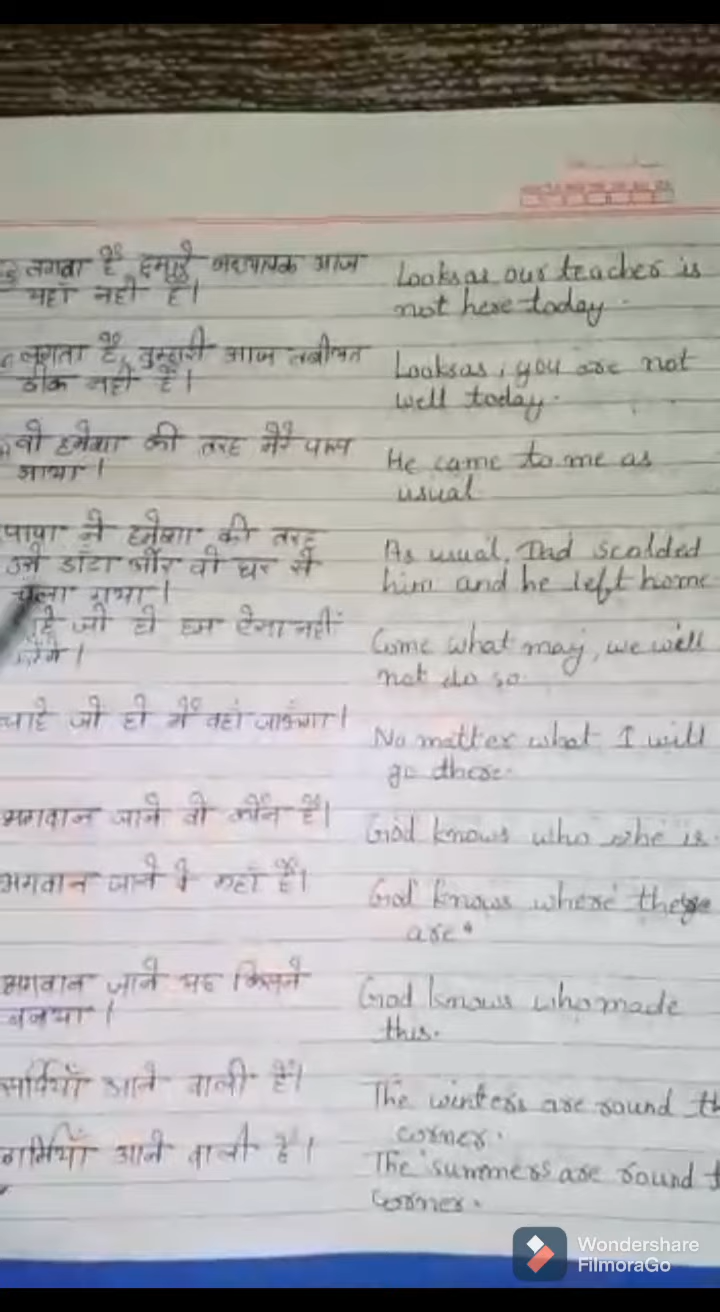 लगता है हमारे अध्यापक आज
यहाँ नहीं है।
Looks as our teacher is
not here today.
लगता है, तुम्हारी आज तबीयत
ठीक नहीं है।
Looks as, you are not
well today.
वो हमेशा की तरह मेरे पास
आया।
He came to me as
usual
पापा ने हमेशा की तरह
उसे डाँटा और वो घर से
चला गया।
As usual, Dad scolded
him and he left home
जो हो हम ऐसा नहीं
करेंगे।
Come what may, we will
not do so.
चाहे जो हो मैं वहाँ जाऊंगा।
No matter what I will
go there.
भगवान जाने वो कौन है।
God knows who she is.
भगवान जाने वे कहाँ हैं।
God knows where they
are.
भगवान जाने यह किसने
बनाया।
God knows who made
this.
सर्दियाँ आने वाली हैं।
The winters are round
corner.
गर्मियाँ आने वाली हैं।
The summers are round
corner.
Wondershare
FilmoraGo